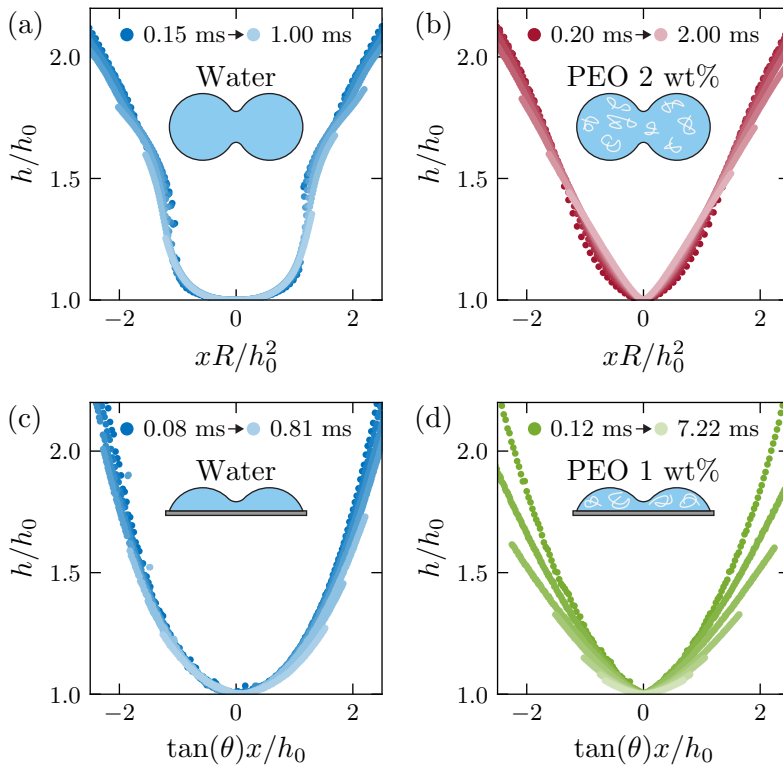 (a)
0.15 ms→1.00 ms
Water
h/h₀
2.0
1.5
1.0
−2 0 2
xR/h₀²
(b)
0.20 ms→2.00 ms
PEO 2 wt%
h/h₀
2.0
1.5
1.0
−2 0 2
xR/h₀²
(c)
0.08 ms→0.81 ms
Water
h/h₀
2.0
1.5
1.0
−2 0 2
tan(θ)x/h₀
(d)
0.12 ms→7.22 ms
PEO 1 wt%
h/h₀
2.0
1.5
1.0
−2 0 2
tan(θ)x/h₀